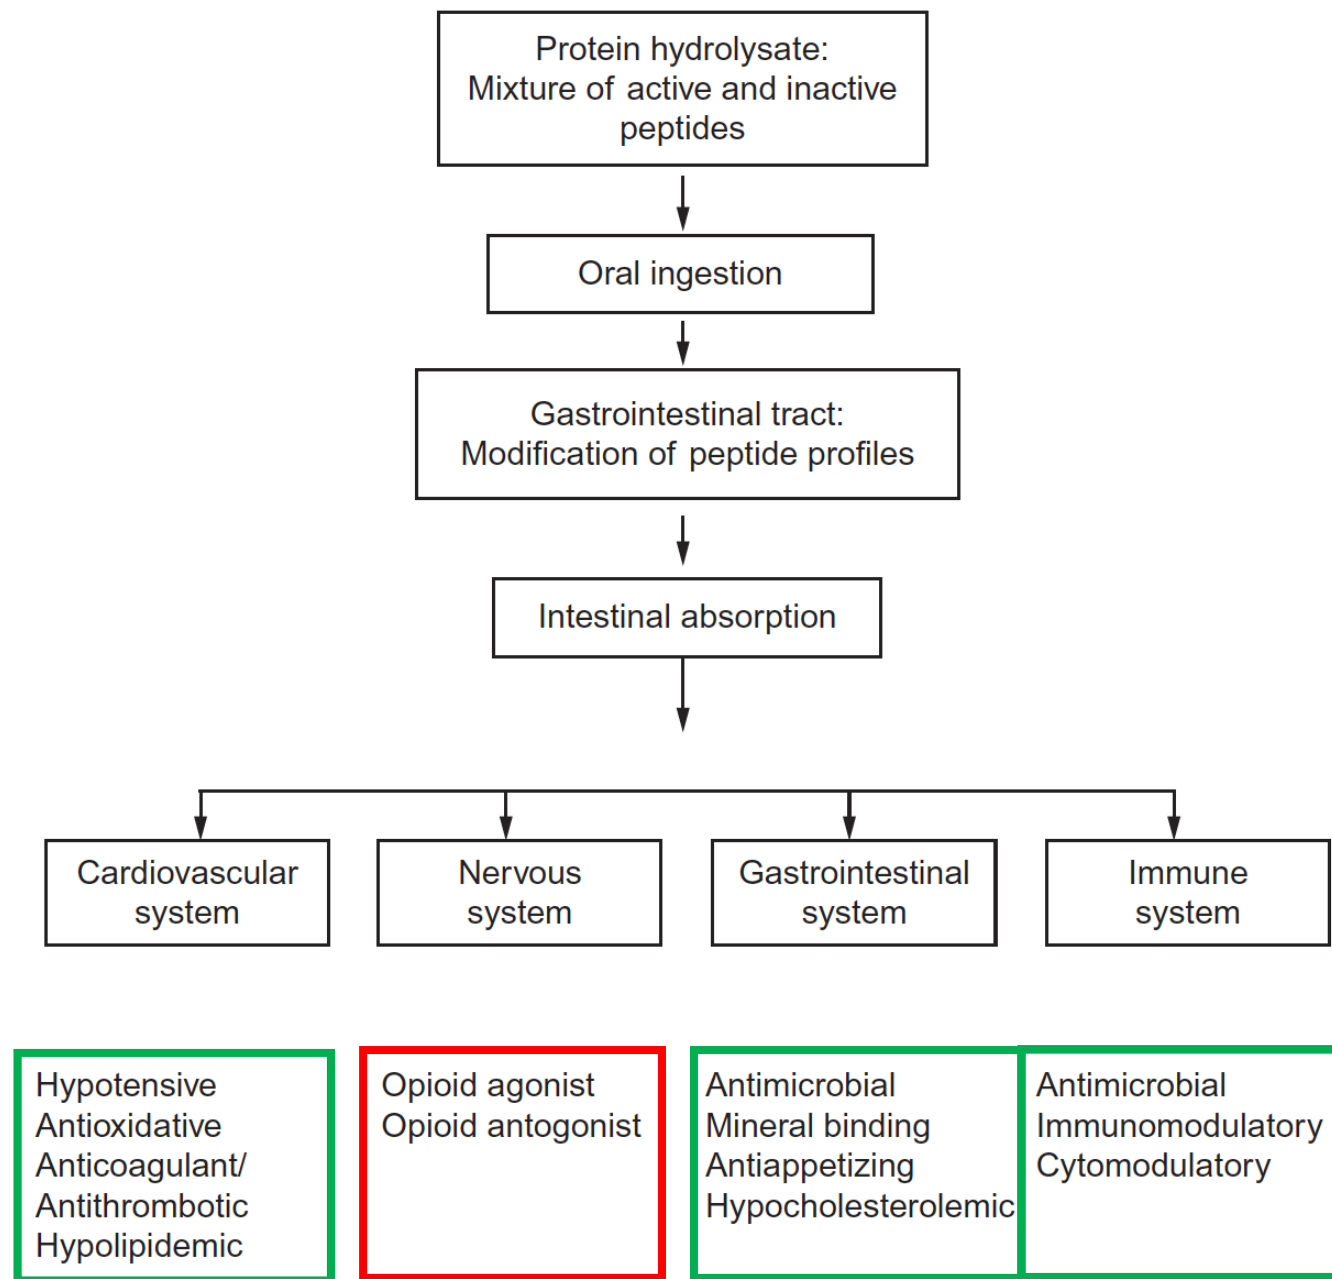 Protein hydrolysate:
Mixture of active and inactive
peptides
Oral ingestion
Gastrointestinal tract:
Modification of peptide profiles
Intestinal absorption
Cardiovascular
system
Nervous
system
Gastrointestinal
system
Immune
system
Hypotensive
Antioxidative
Anticoagulant/
Antithrombotic
Hypolipidemic
Opioid agonist
Opioid antogonist
Antimicrobial
Mineral binding
Antiappetizing
Hypocholesterolemic
Antimicrobial
Immunomodulatory
Cytomodulatory